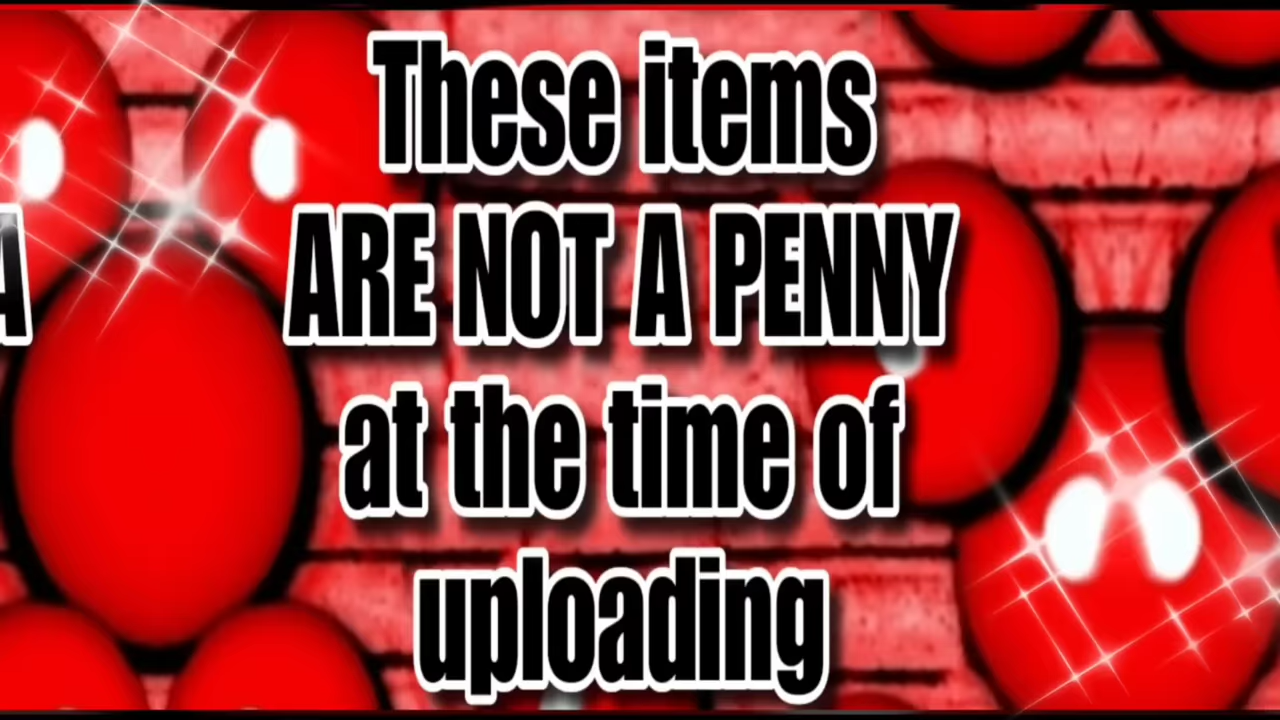 These items
A ARE NOT A PENNY
at the time of
uploading